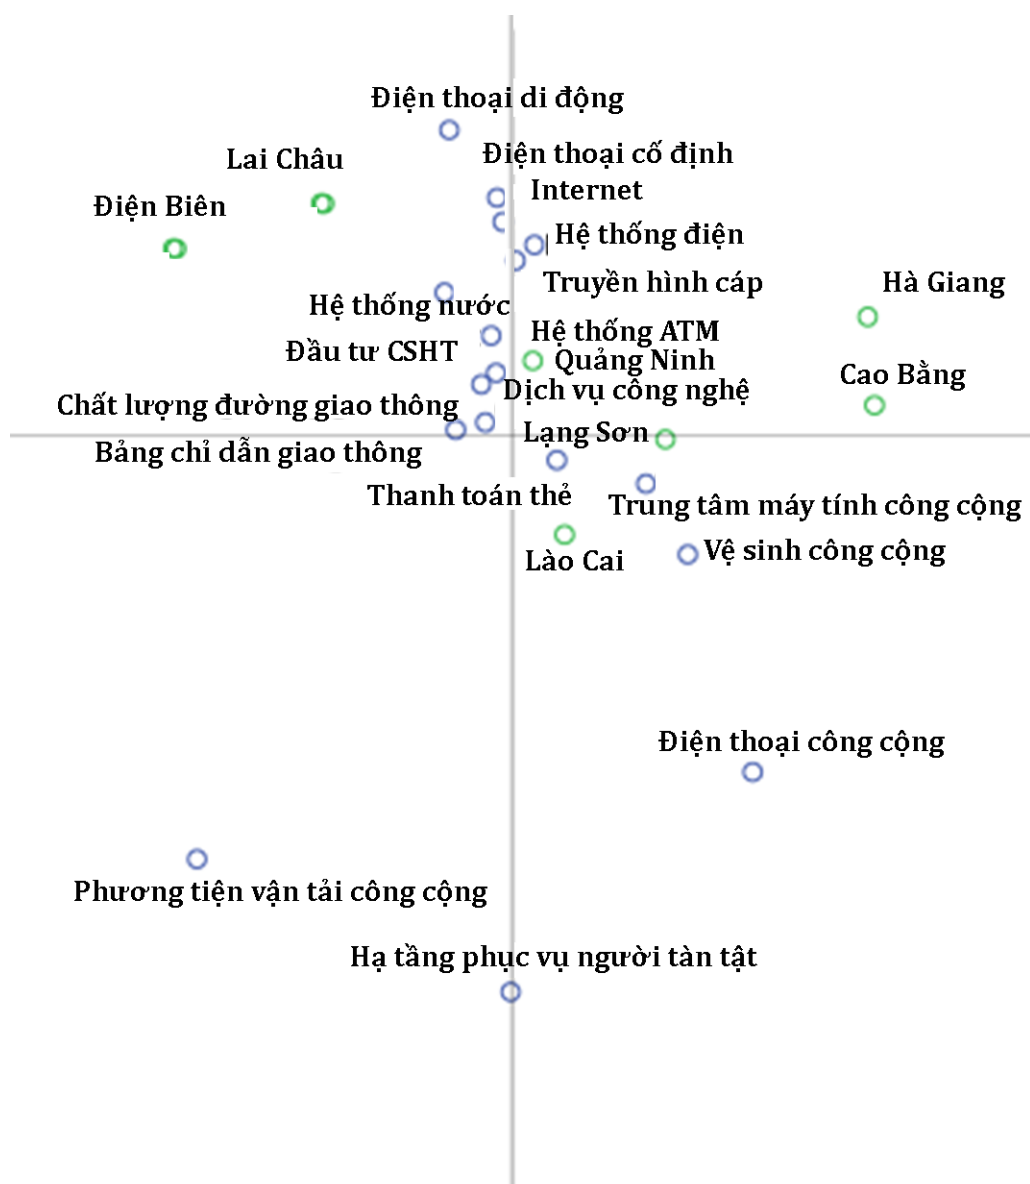 Điện thoại di động
Điện thoại cố định
Lai Châu
Internet
Điện Biên
Hệ thống điện
Truyền hình cáp
Hà Giang
Hệ thống nước
Hệ thống ATM
Đầu tư CSHT
Quảng Ninh
Cao Bằng
Dịch vụ công nghệ
Chất lượng đường giao thông
Lạng Sơn
Bảng chỉ dẫn giao thông
Thanh toán thẻ
Trung tâm máy tính công cộng
Vệ sinh công cộng
Lào Cai
Điện thoại công cộng
Phương tiện vận tải công cộng
Hạ tầng phục vụ người tàn tật